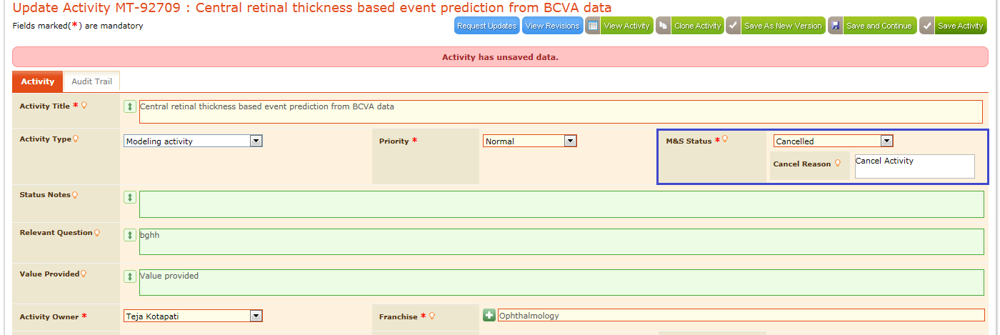 Update Activity MT-92709 : Central retinal thickness based event prediction from BCVA data
Fields marked(*) are mandatory
Request Updates View Revisions View Activity Clone Activity Save As New Version Save and Continue Save Activity
Activity has unsaved data.
Activity Audit Trail
Activity Title * Central retinal thickness based event prediction from BCVA data
Activity Type Modeling activity Priority * Normal M&S Status * Cancelled
Cancel Reason Cancel Activity
Status Notes
Relevant Question bghh
Value Provided Value provided
Activity Owner * Teja Kotapati Franchise * Ophthalmology